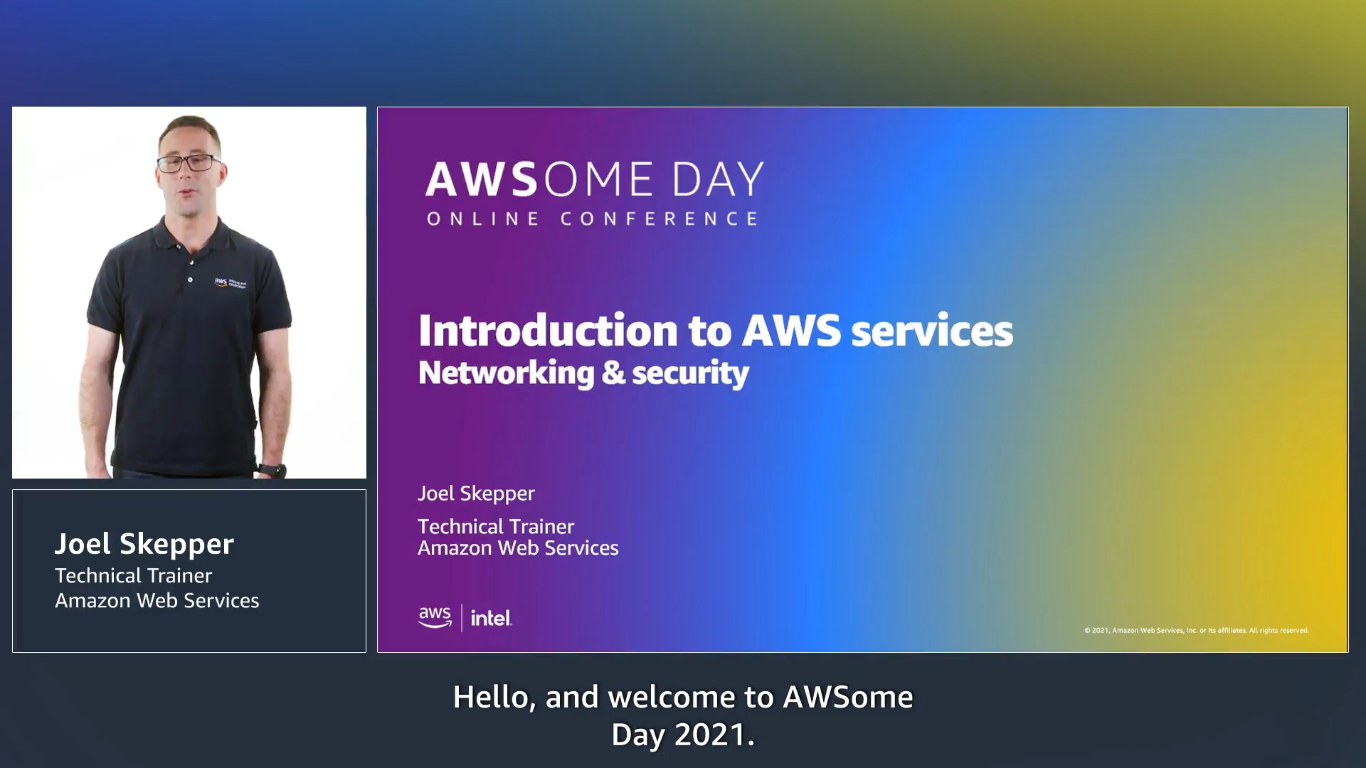 aws
Joel Skepper
Technical Trainer
Amazon Web Services
AWSOME DAY
ONLINE CONFERENCE
Introduction to AWS services
Networking & security
Joel Skepper
Technical Trainer
Amazon Web Services
aws | intel.
© 2021, Amazon Web Services, Inc. or its affiliates. All rights reserved.
Hello, and welcome to AWSome
Day 2021.